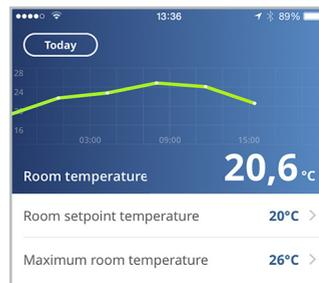 13:36 89%
Today
28
24
16
03:00 09:00 15:00
Room temperature 20,6 °C
Room setpoint temperature 20°C
Maximum room temperature 26°C